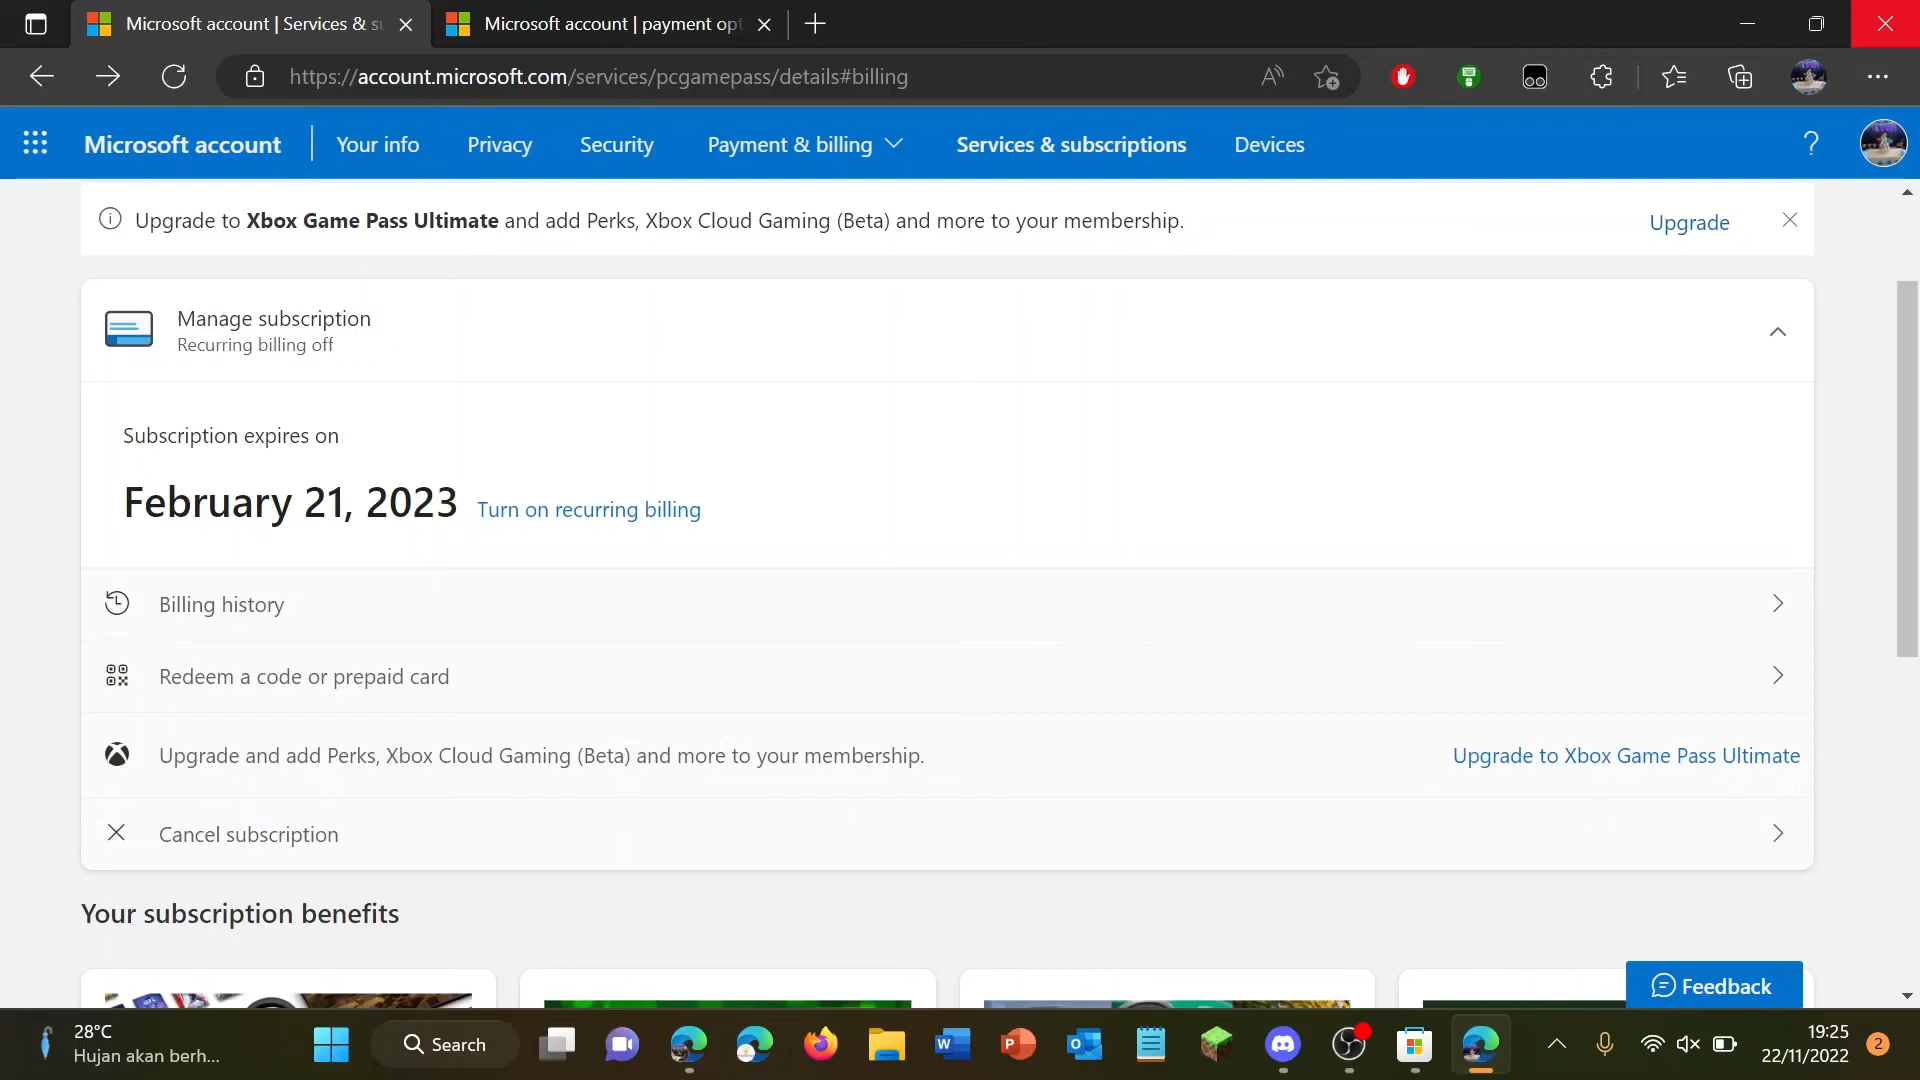 Microsoft account | Services & su
Microsoft account | payment opt
https://account.microsoft.com/services/pcgamepass/details#billing
Microsoft account
Your info
Privacy
Security
Payment & billing
Services & subscriptions
Devices
?
Upgrade to Xbox Game Pass Ultimate and add Perks, Xbox Cloud Gaming (Beta) and more to your membership.
Upgrade
Manage subscription
Recurring billing off
Subscription expires on
February 21, 2023
Turn on recurring billing
Billing history
Redeem a code or prepaid card
Upgrade and add Perks, Xbox Cloud Gaming (Beta) and more to your membership.
Upgrade to Xbox Game Pass Ultimate
Cancel subscription
Your subscription benefits
Feedback
28°C
Hujan akan berh...
Search
19:25
22/11/2022
2